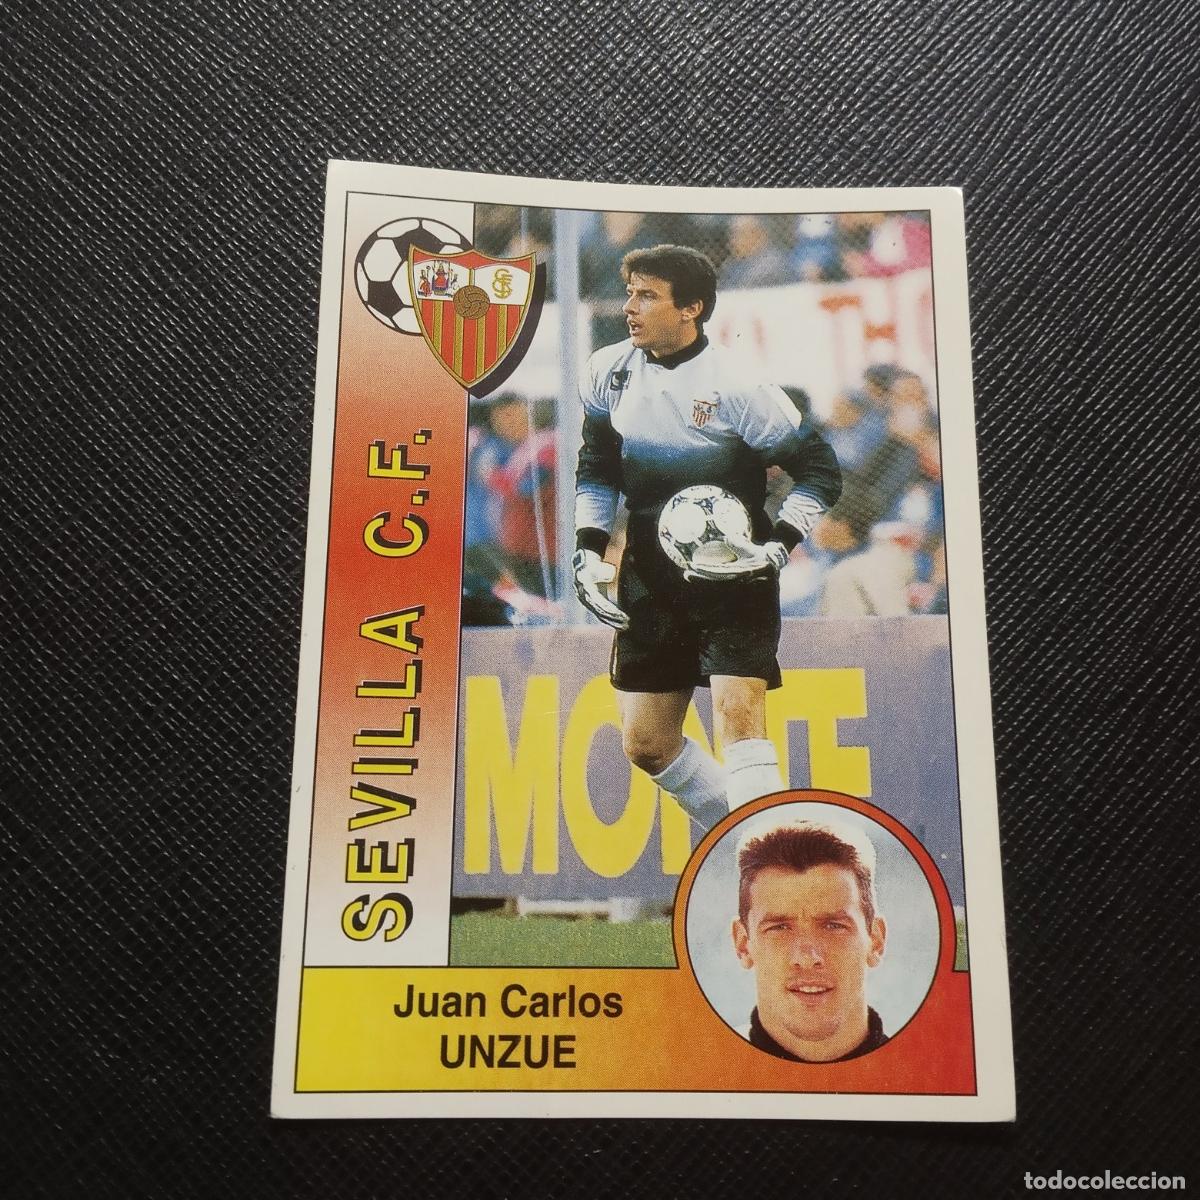 SEVILLA C.F.
MONTE
Juan Carlos
UNZUE
todocoleccion